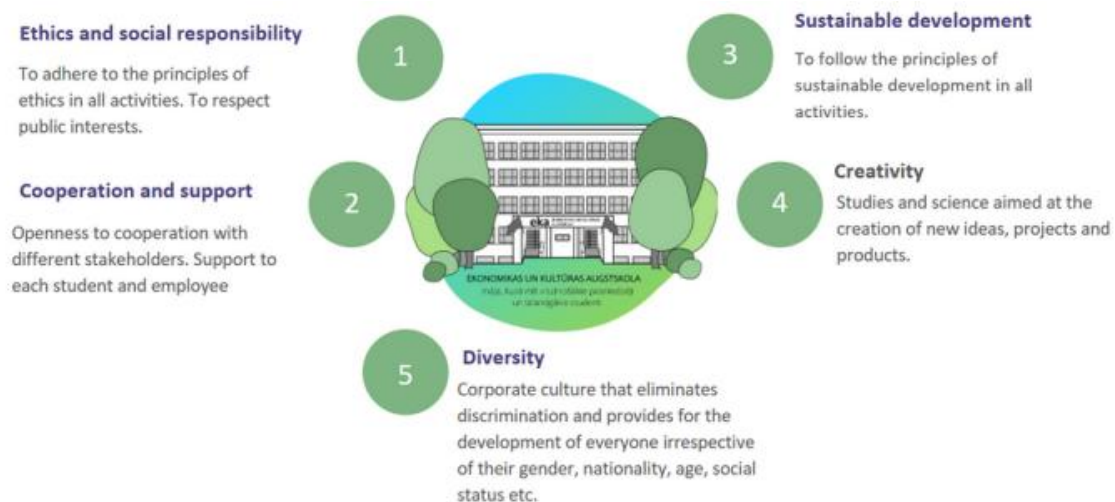 Ethics and social responsibility
To adhere to the principles of
ethics in all activities. To respect
public interests.
1
Cooperation and support
Openness to cooperation with
different stakeholders. Support to
each student and employee
2
3
Sustainable development
To follow the principles of
sustainable development in all
activities.
4
Creativity
Studies and science aimed at the
creation of new ideas, projects and
products.
eka
EKONOMIKAS UN KULTŪRAS AUGSTSKOLA
studenti
5
Diversity
Corporate culture that eliminates
discrimination and provides for the
development of everyone irrespective
of their gender, nationality, age, social
status etc.